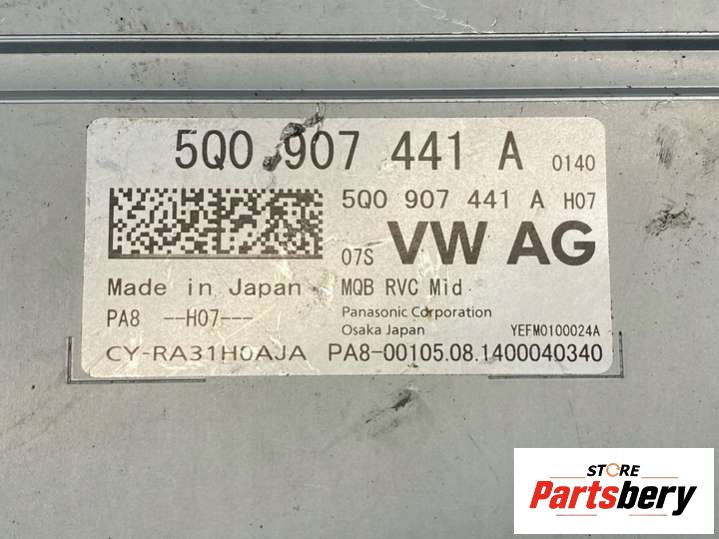 5Q0 907 441 A 0140
5Q0 907 441 A H07
07S VW AG
Made in Japan MQB RVC Mid
PA8 --H07---
Panasonic Corporation
Osaka Japan YEFM0100024A
CY-RA31H0AJA PA8-00105.08.1400040340
STORE
Partsbery